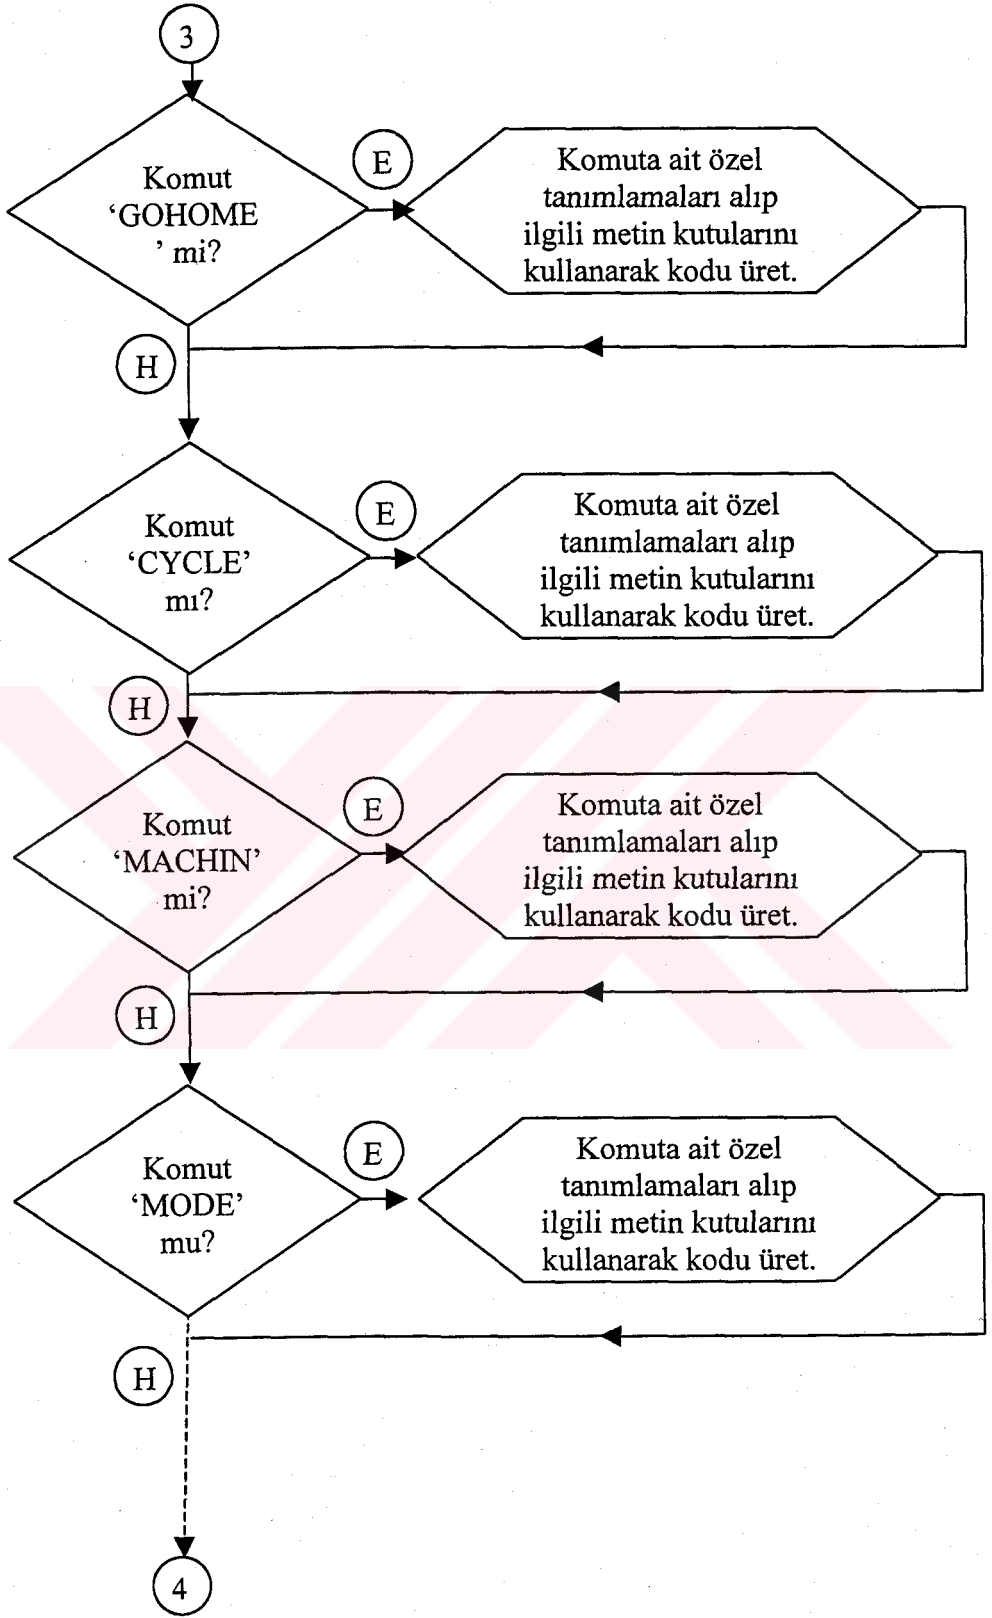 3
Komut
‘GOHOME
’ mi?
E
Komuta ait özel
tanımlamaları alıp
ilgili metin kutularını
kullanarak kodu üret.
H
Komut
‘CYCLE’
mı?
E
Komuta ait özel
tanımlamaları alıp
ilgili metin kutularını
kullanarak kodu üret.
H
Komut
‘MACHIN’
mi?
E
Komuta ait özel
tanımlamaları alıp
ilgili metin kutularını
kullanarak kodu üret.
H
Komut
‘MODE’
mu?
E
Komuta ait özel
tanımlamaları alıp
ilgili metin kutularını
kullanarak kodu üret.
H
4